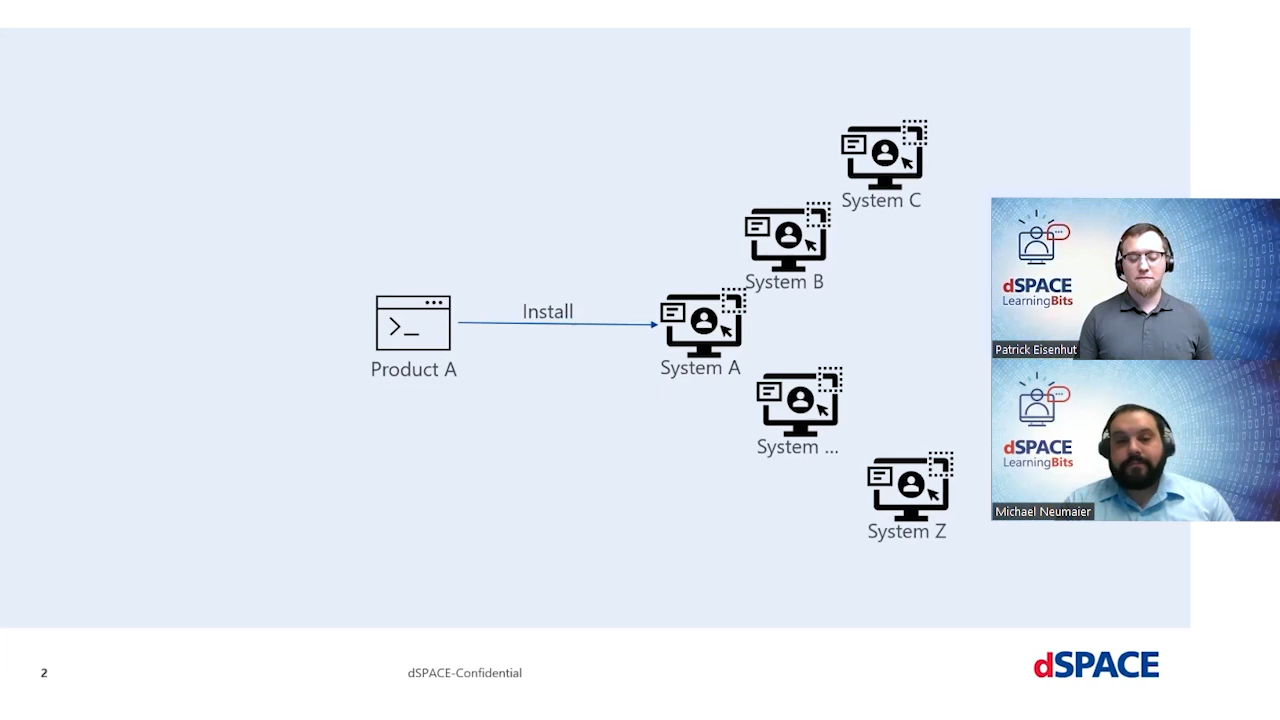 System C
System B
Install
System A
Product A
System ...
System Z
dSPACE
LearningBits
Patrick Eisenhut
dSPACE
LearningBits
Michael Neumaier
2
dSPACE-Confidential
dSPACE